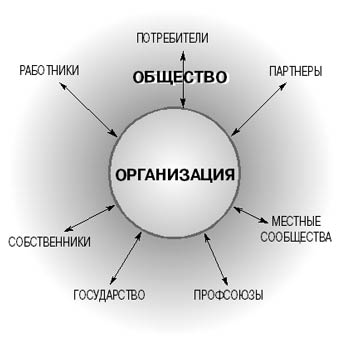 ПОТРЕБИТЕЛИ
РАБОТНИКИ
ПАРТНЕРЫ
ОБЩЕСТВО
ОРГАНИЗАЦИЯ
МЕСТНЫЕ
СООБЩЕСТВА
СОБСТВЕННИКИ
ГОСУДАРСТВО
ПРОФСОЮЗЫ